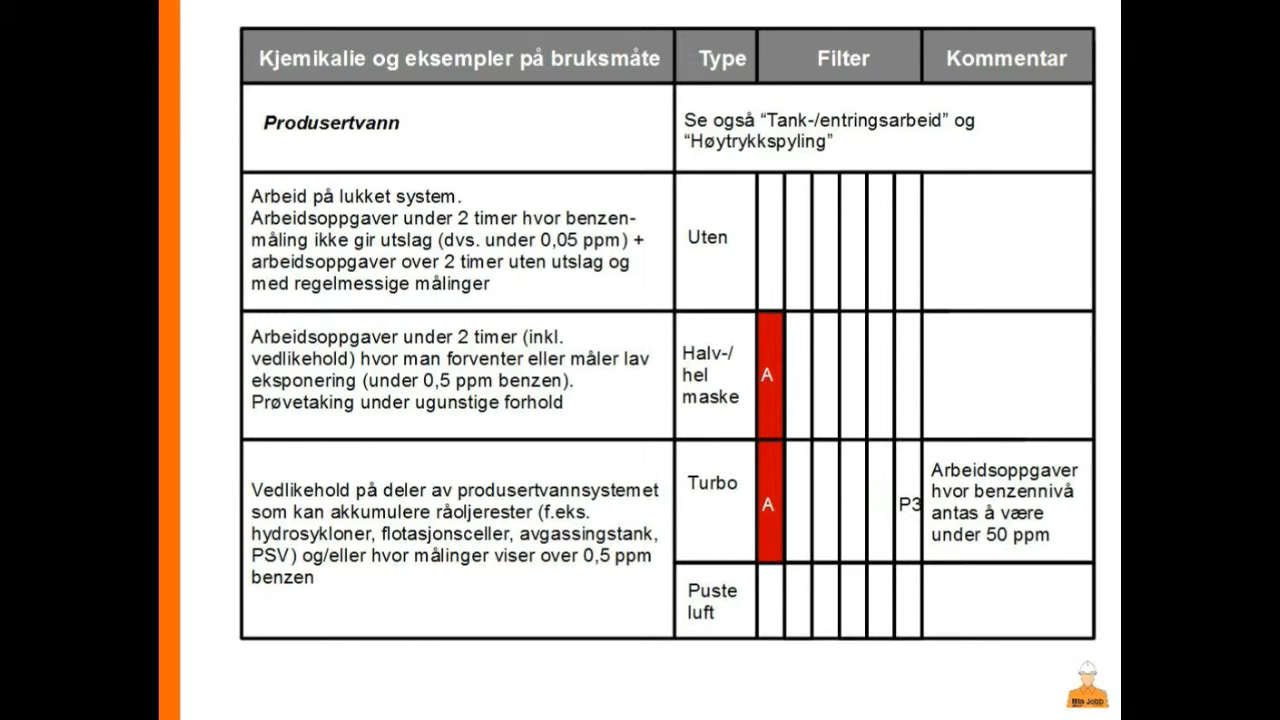 Kjemikalie og eksempler på bruksmåte Type Filter Kommentar
Produsertvann
Se også “Tank-/entringsarbeid” og
“Høytrykkspyling”
Arbeid på lukket system.
Arbeidsoppgaver under 2 timer hvor benzen-
måling ikke gir utslag (dvs. under 0,05 ppm) +
arbeidsoppgaver over 2 timer uten utslag og
med regelmessige målinger
Uten
Arbeidsoppgaver under 2 timer (inkl.
vedlikehold) hvor man forventer eller måler lav
eksponering (under 0,5 ppm benzen).
Prøvetaking under ugunstige forhold
Halv-/
hel
maske
A
Vedlikehold på deler av produsertvannsystemet
som kan akkumulere råoljerester (f.eks.
hydrosykloner, flotasjonsceller, avgassingstank,
PSV) og/eller hvor målinger viser over 0,5 ppm
benzen
Turbo
A
P3
Arbeidsoppgaver
hvor benzennivå
antas å være
under 50 ppm
Puste
luft
Min Jobb